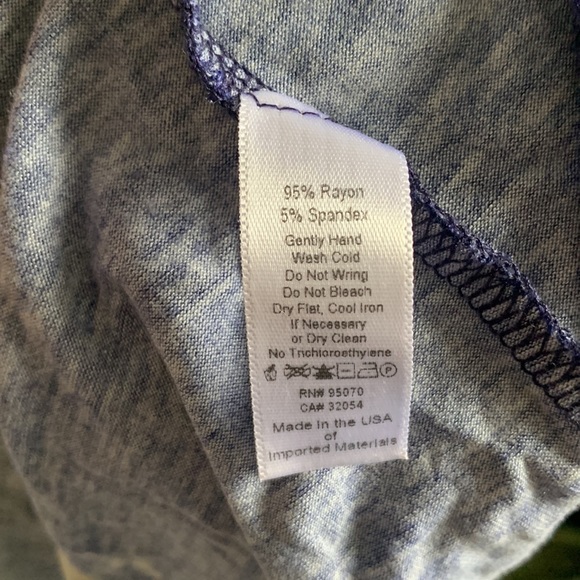 95% Rayon
5% Spandex
Gently Hand
Wash Cold
Do Not Wring
Do Not Bleach
Dry Flat, Cool Iron
If Necessary
or Dry Clean
No Trichloroethylene
RN# 95070
CA# 32054
Made In the USA
of
Imported Materials